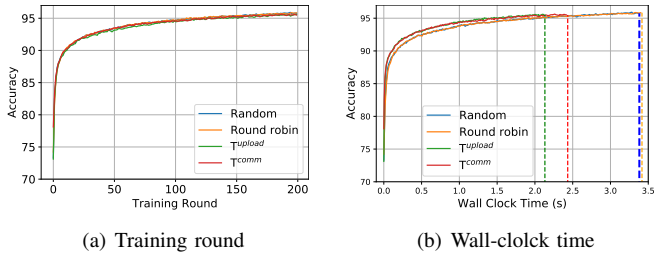 95
90
85
80
75
70
Accuracy
0
50
100
150
200
Training Round
Random
Round robin
T^upload
T^comm
(a) Training round
95
90
85
80
75
70
Accuracy
0.0
0.5
1.0
1.5
2.0
2.5
3.0
3.5
Wall Clock Time (s)
Random
Round robin
T^upload
T^comm
(b) Wall-clolck time